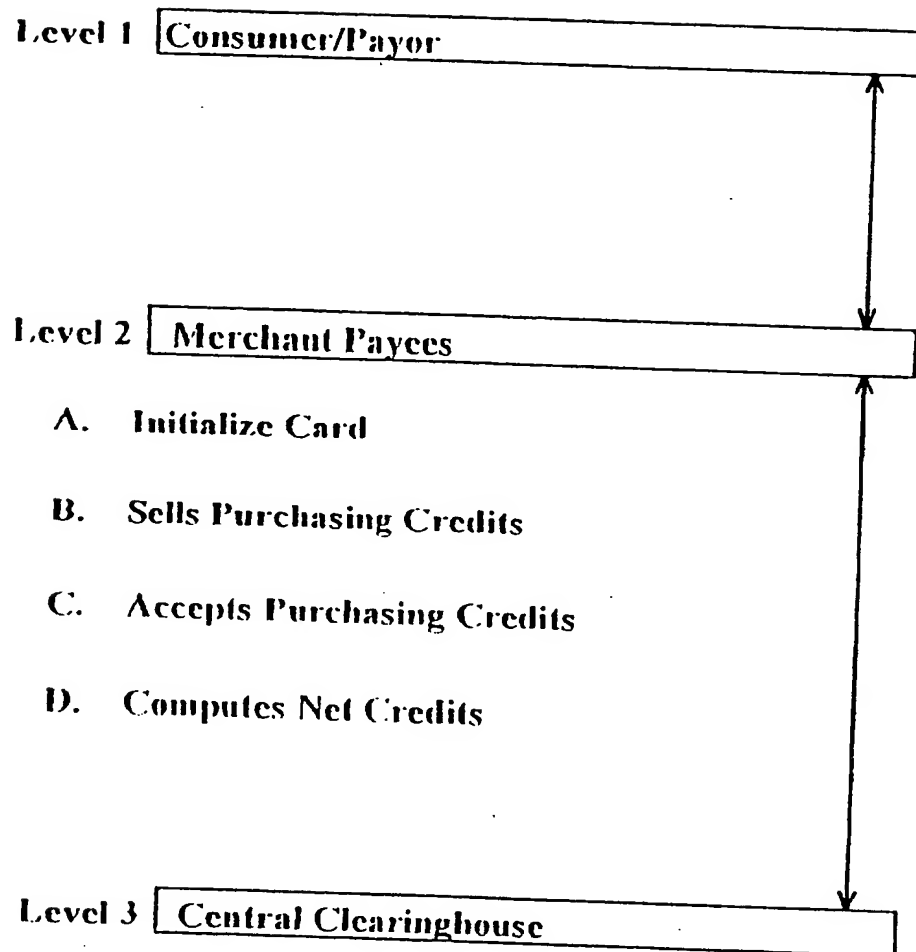 Level 1 Consumer/Payor
Level 2 Merchant Payees
A. Initialize Card
B. Sells Purchasing Credits
C. Accepts Purchasing Credits
D. Computes Net Credits
Level 3 Central Clearinghouse